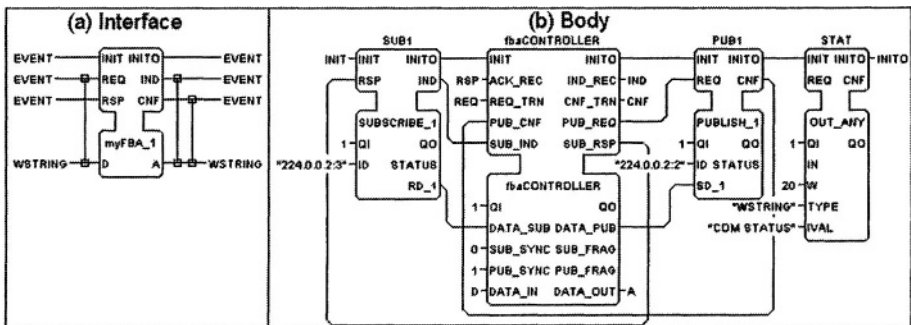 (a) Interface
EVENT INIT INITO EVENT
EVENT REQ IND EVENT
EVENT RSP CNF EVENT
myFBA_1
WSTRING D A WSTRING
(b) Body
SUB1 fbaCONTROLLER PUB1 STAT
INIT INIT INITO INIT INITO INIT INITO INIT INITO INITO
RSP IND RSP ACK_REC IND_REC IND REQ CNF REQ CNF
REQ REQ_TRN CNF_TRN CNF
SUBSCRIBE_1 PUB_CNF PUB_REQ PUBLISH_1 OUT_ANY
1 QI QO SUB_IND SUB_RSP 1 QI QO 1 QI QO
"224.0.0.2:3" ID STATUS "224.0.0.2:2" ID STATUS IN
RD_1 fbaCONTROLLER SD_1 20 W
1 QI QO "WSTRING" TYPE
DATA_SUB DATA_PUB "COM STATUS" IVAL
0 SUB_SYNC SUB_FRAG
1 PUB_SYNC PUB_FRAG
D DATA_IN DATA_OUT A